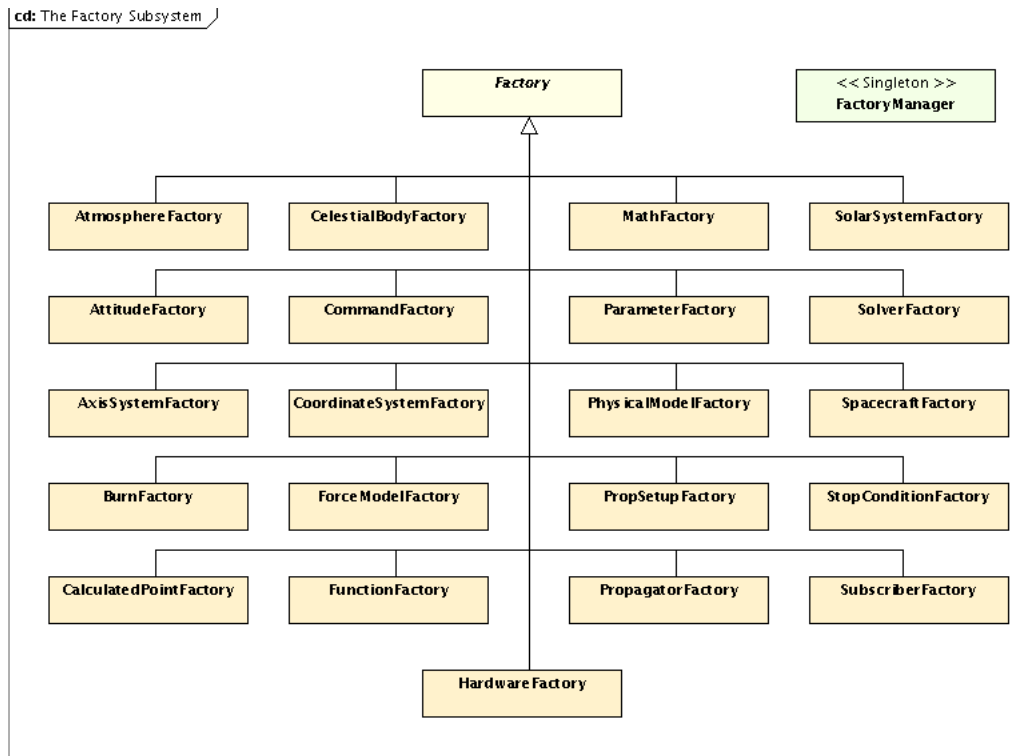 cd: The Factory Subsystem
Factory
<< Singleton >>
FactoryManager
AtmosphereFactory
CelestialBodyFactory
MathFactory
SolarSystemFactory
AttitudeFactory
CommandFactory
ParameterFactory
SolverFactory
AxisSystemFactory
CoordinateSystemFactory
PhysicalModelFactory
SpacecraftFactory
BurnFactory
ForceModelFactory
PropSetupFactory
StopConditionFactory
CalculatedPointFactory
FunctionFactory
PropagatorFactory
SubscriberFactory
HardwareFactory